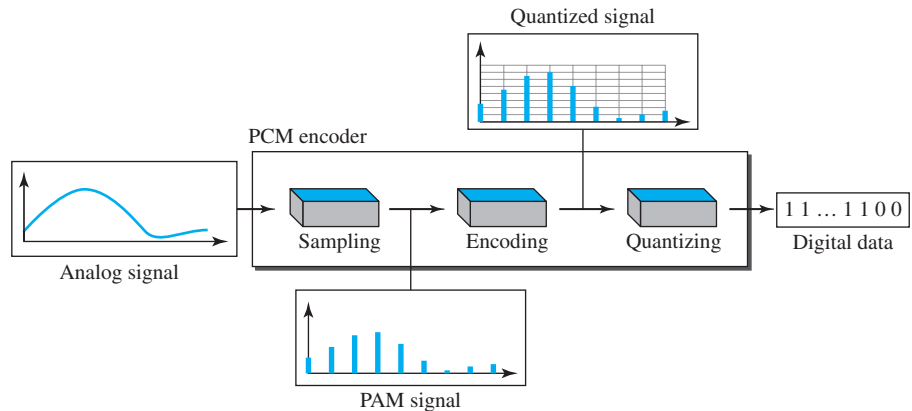 Quantized signal
PCM encoder
Sampling
Encoding
Quantizing
1 1 ... 1 1 0 0
Digital data
Analog signal
PAM signal